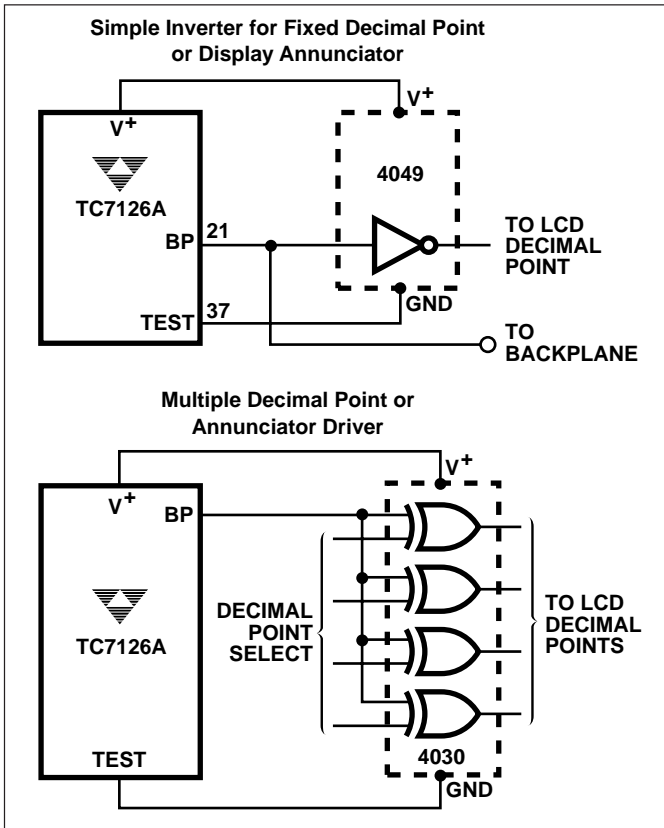 Simple Inverter for Fixed Decimal Point
or Display Annunciator
V+
V+
4049
TC7126A
BP
21
TO LCD
DECIMAL
POINT
GND
37
TEST
TO
BACKPLANE
Multiple Decimal Point or
Annunciator Driver
V+
V+
BP
DECIMAL
POINT
SELECT
TO LCD
DECIMAL
POINTS
TC7126A
4030
TEST
GND